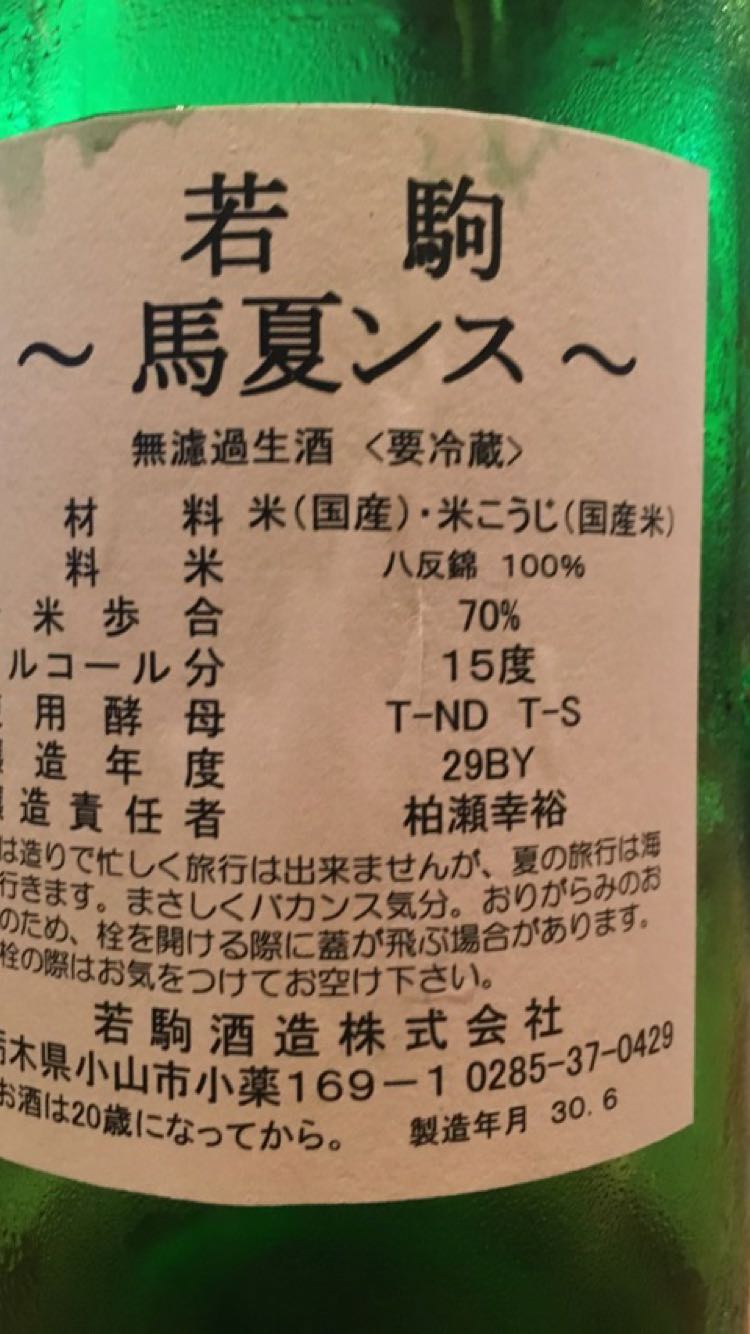 若駒
～馬夏ンス～
無濾過生酒 <要冷蔵>
材料 米(国産)・米こうじ(国産米)
料米 八反錦 100%
米歩合 70%
ルコール分 15度
用酵母 T-ND T-S
造年度 29BY
造責任者 柏瀬幸裕
は造りで忙しく旅行は出来ませんが、夏の旅行は海
行きます。まさしくバカンス気分。おりがらみのお
のため、栓を開ける際に蓋が飛ぶ場合があります。
栓の際はお気をつけてお空け下さい。
若駒酒造株式会社
木県小山市小薬169－1 0285-37-0429
お酒は20歳になってから。 製造年月 30.6